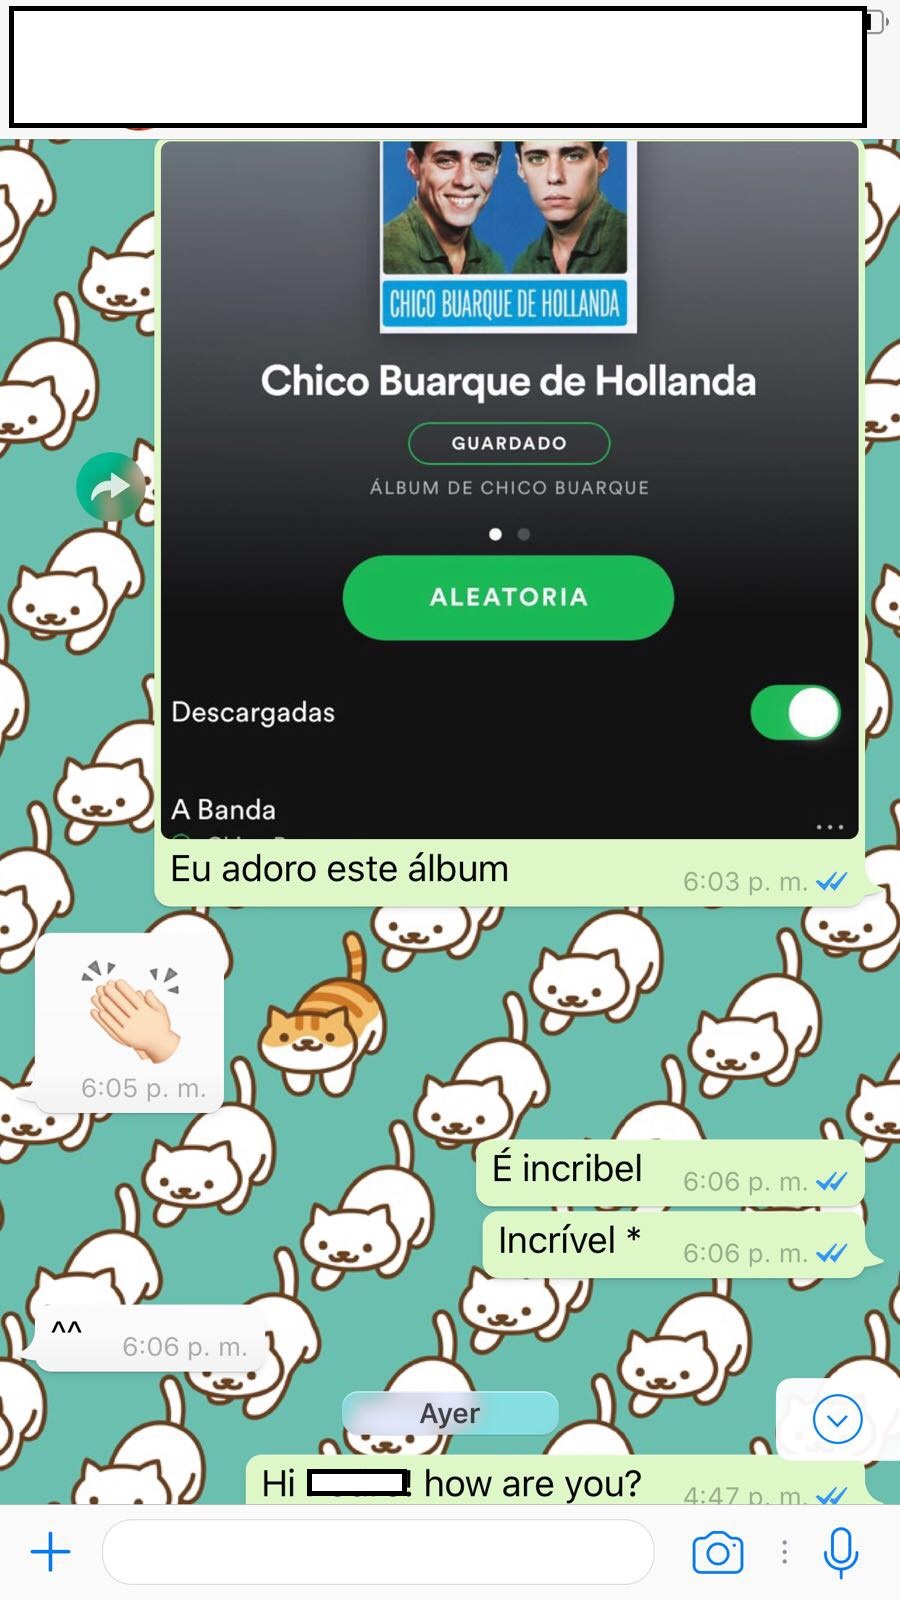 CHICO BUARQUE DE HOLLANDA
Chico Buarque de Hollanda
GUARDADO
ÁLBUM DE CHICO BUARQUE
ALEATORIA
Descargadas
A Banda
Eu adoro este álbum
6:03 p. m.
6:05 p. m.
É incribel
6:06 p. m.
Incrível *
6:06 p. m.
^^
6:06 p. m.
Ayer
Hi ! how are you?
4:47 p. m.